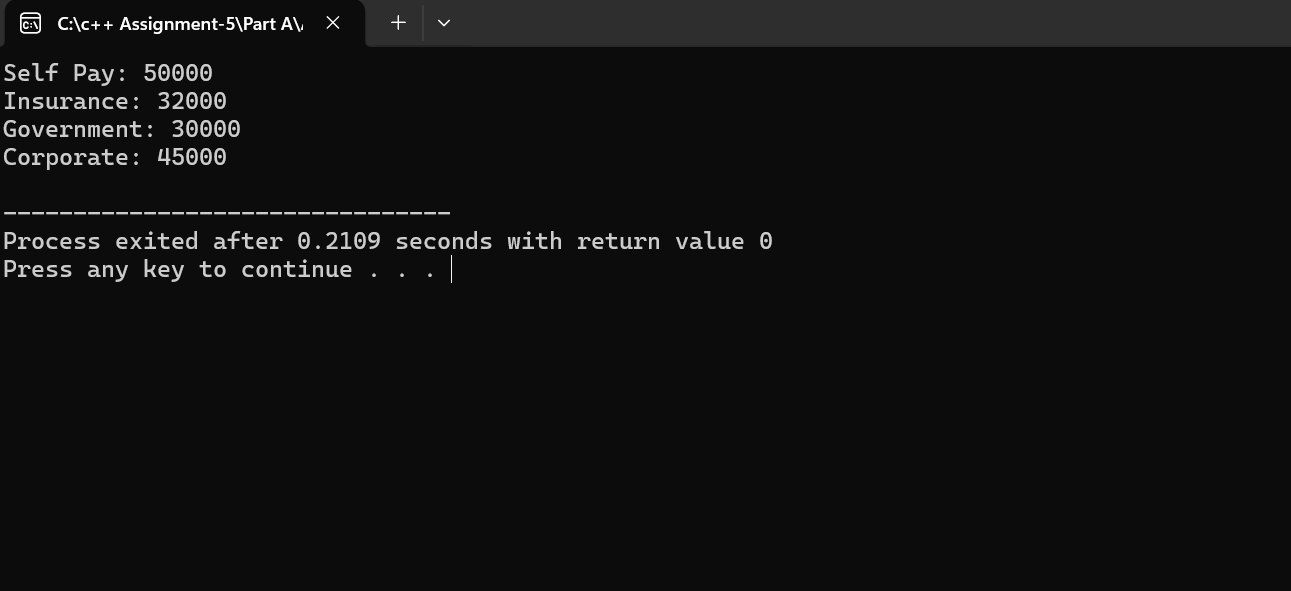 C:\c++ Assignment-5\Part A\
Self Pay: 50000
Insurance: 32000
Government: 30000
Corporate: 45000
--------------------------------
Process exited after 0.2109 seconds with return value 0
Press any key to continue . . .